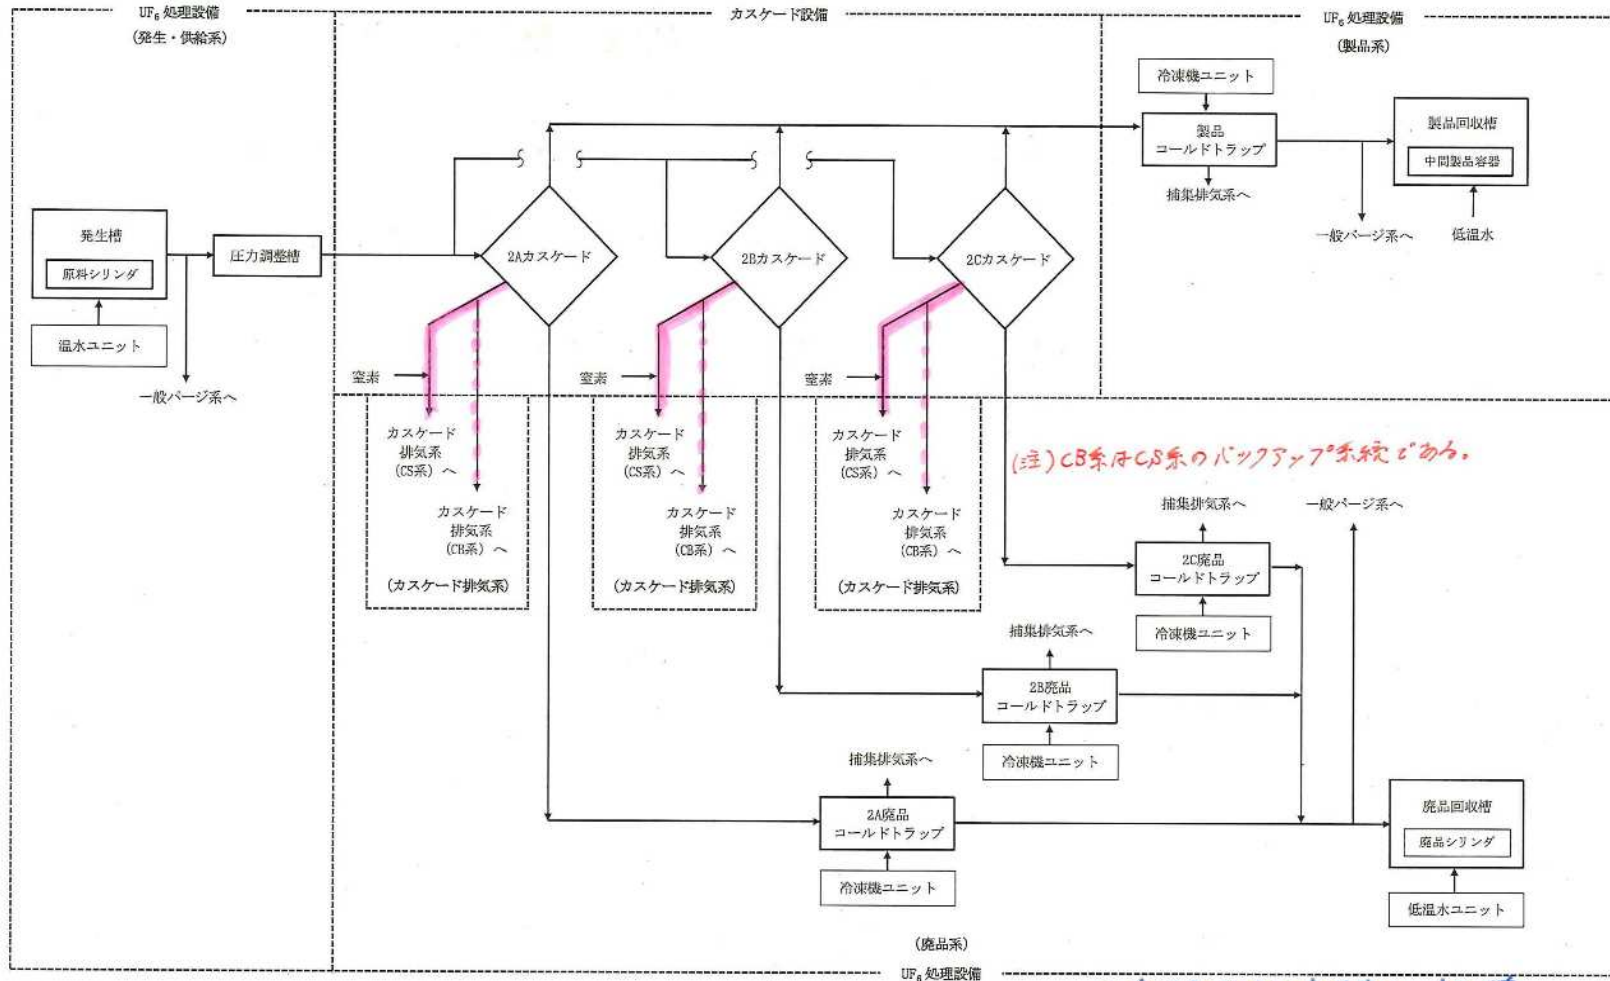 UF₆ 処理設備
(発生・供給系)
カスケード設備
UF₆ 処理設備
(製品系)
冷凍機ユニット
製品
コールドトラップ
捕集排気系へ
製品回収槽
中間製品容器
一般パージ系へ
低温水
発生槽
原料シリンダ
圧力調整槽
温水ユニット
一般パージ系へ
2Aカスケード
2Bカスケード
2Cカスケード
窒素
窒素
窒素
カスケード
排気系
(CS系)へ
カスケード
排気系
(CB系)へ
(カスケード排気系)
カスケード
排気系
(CS系)へ
カスケード
排気系
(CB系)へ
(カスケード排気系)
カスケード
排気系
(CS系)へ
カスケード
排気系
(CB系)へ
(カスケード排気系)
(注)CB系はCS系のバックアップ系統である。
捕集排気系へ
一般パージ系へ
2C廃品
コールドトラップ
冷凍機ユニット
捕集排気系へ
2B廃品
コールドトラップ
冷凍機ユニット
捕集排気系へ
2A廃品
コールドトラップ
冷凍機ユニット
廃品回収槽
廃品シリンダ
低温水ユニット
(廃品系)
UF₆ 処理設備